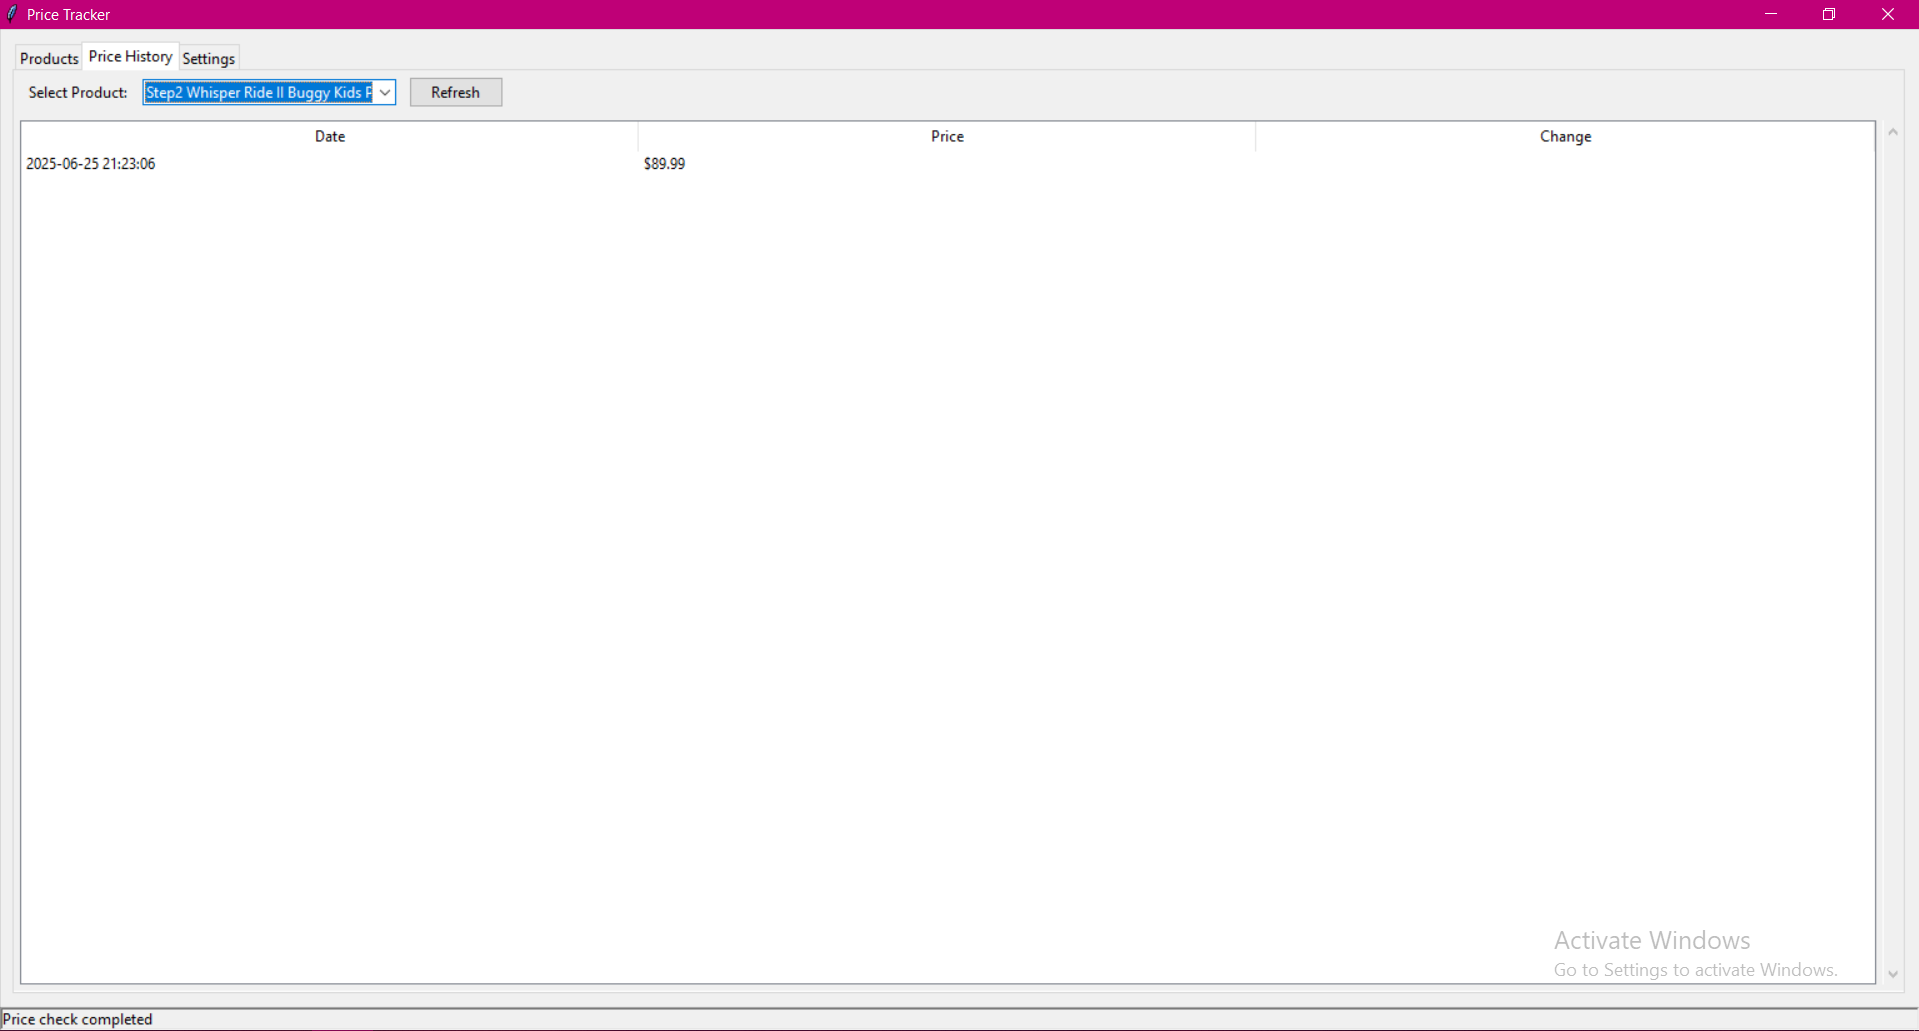 Price Tracker
Products Price History Settings
Select Product: Step2 Whisper Ride II Buggy Kids P Refresh
Date Price Change
2025-06-25 21:23:06 $89.99
Activate Windows
Go to Settings to activate Windows.
Price check completed